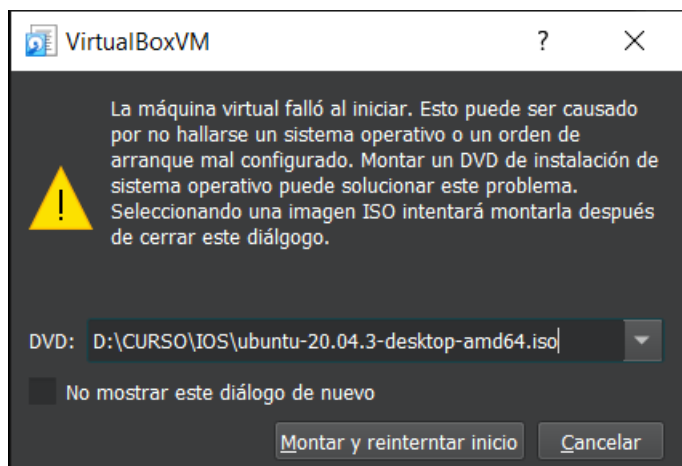 VirtualBoxVM ? ×
La máquina virtual falló al iniciar. Esto puede ser causado
por no hallarse un sistema operativo o un orden de
arranque mal configurado. Montar un DVD de instalación de
sistema operativo puede solucionar este problema.
Seleccionando una imagen ISO intentará montarla después
de cerrar este diálgogo.
DVD: D:\CURSO\IOS\ubuntu-20.04.3-desktop-amd64.iso
No mostrar este diálogo de nuevo
Montar y reinterntar inicio Cancelar